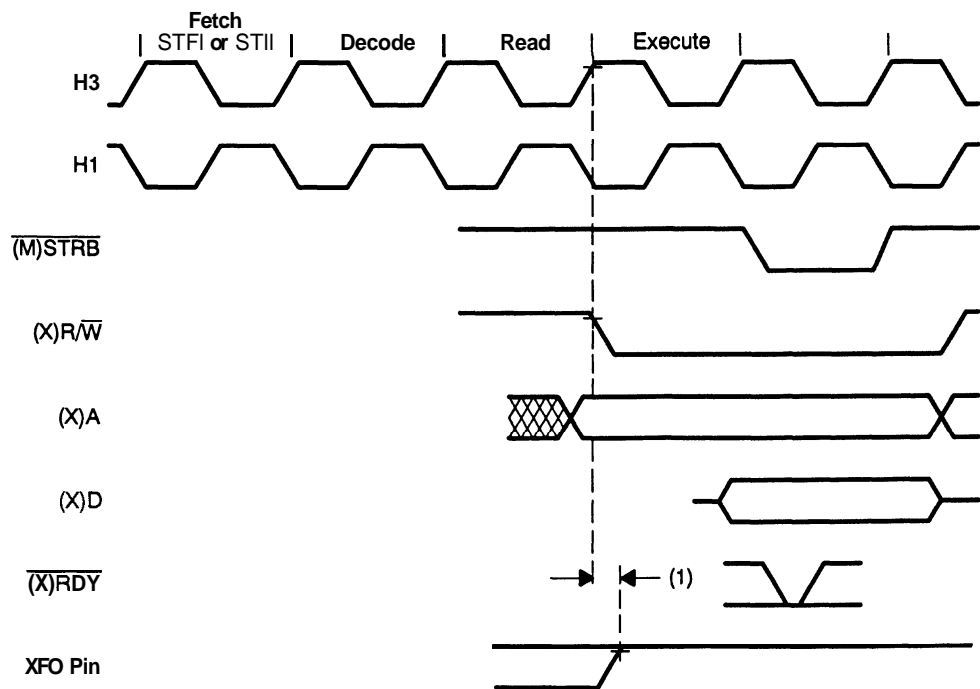 Fetch
STFI or STII Decode Read Execute
H3
H1
(M)STRB
(X)R/W
(X)A
(X)D
(X)RDY (1)
XFO Pin